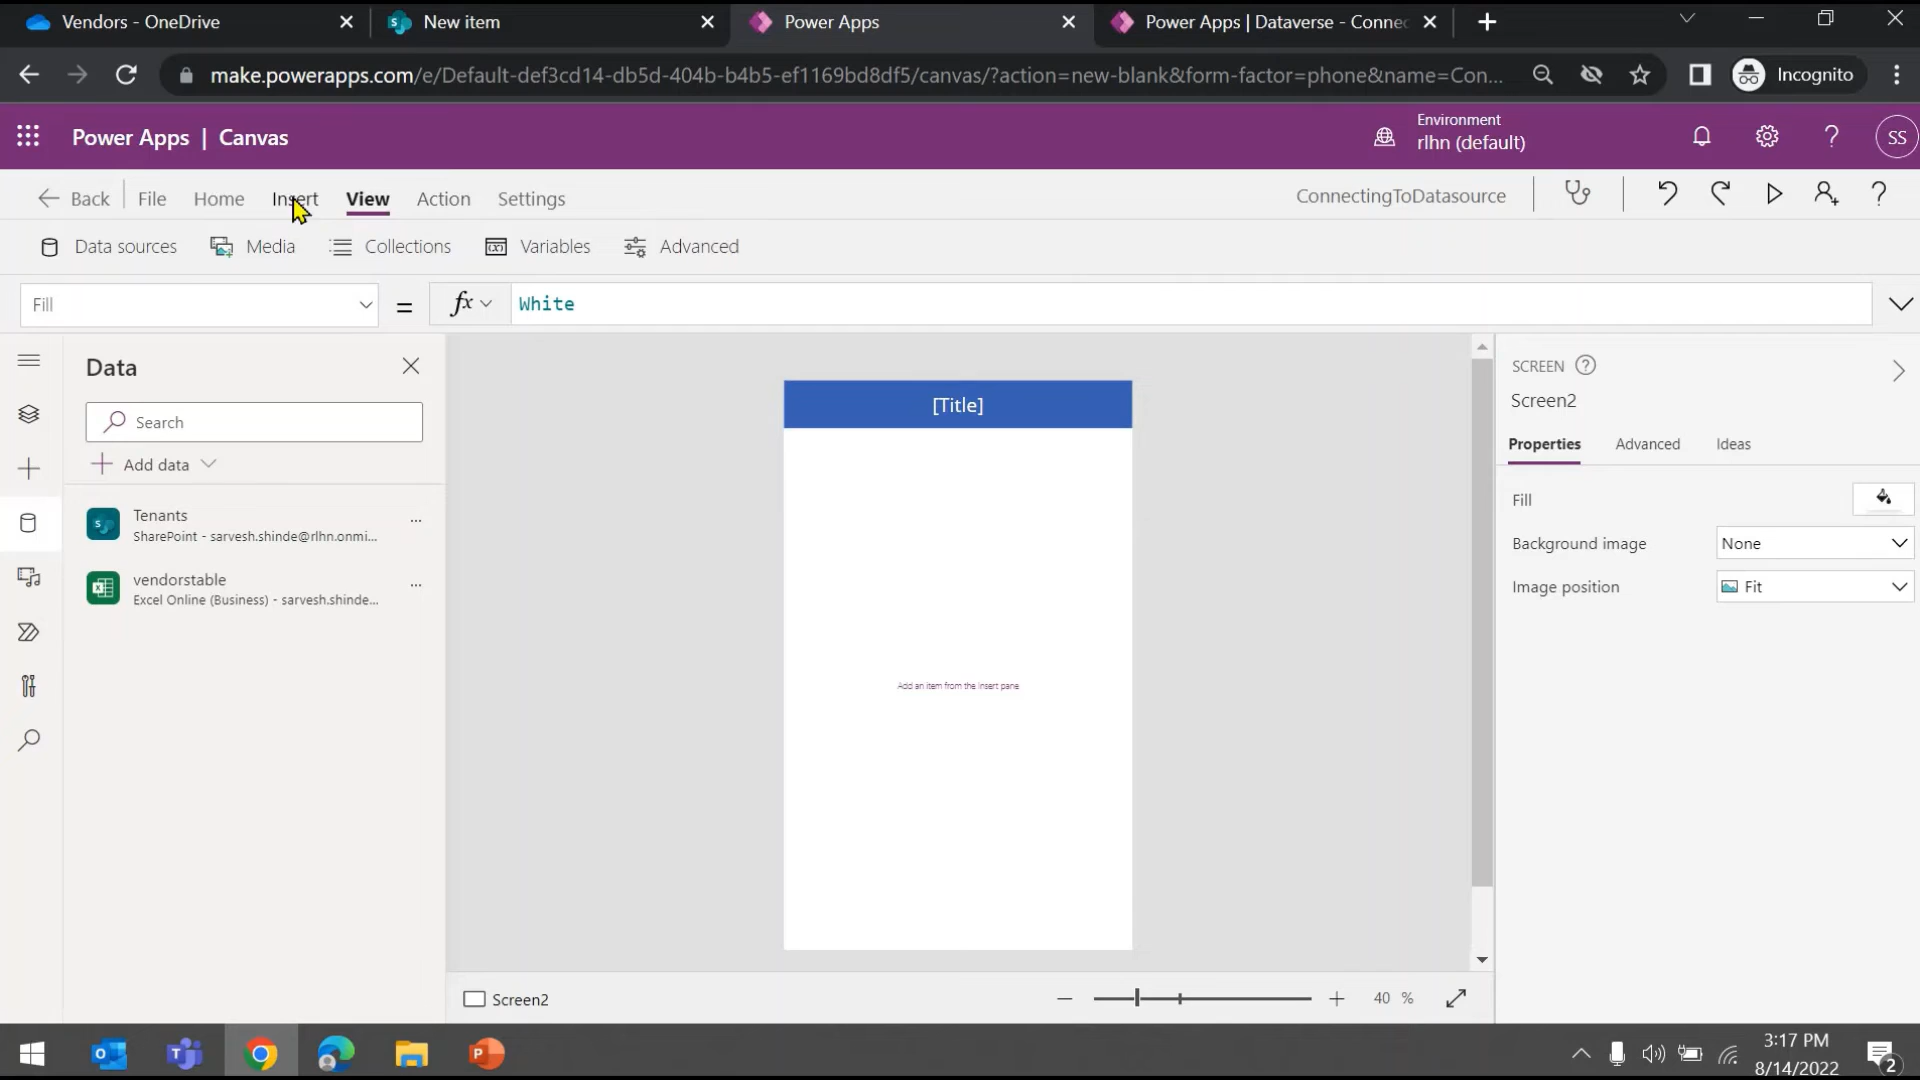 Vendors - OneDrive
New item
Power Apps
Power Apps | Dataverse - Connec
make.powerapps.com/e/Default-def3cd14-db5d-404b-b4b5-ef1169bd8df5/canvas/?action=new-blank&form-factor=phone&name=Con...
Incognito
Power Apps | Canvas
Environment
rlhn (default)
SS
Back
File
Home
Insert
View
Action
Settings
ConnectingToDatasource
Data sources
Media
Collections
Variables
Advanced
Fill
=
fx
White
Data
Search
Add data
Tenants
SharePoint - sarvesh.shinde@rlhn.onmi...
vendorstable
Excel Online (Business) - sarvesh.shinde...
[Title]
Add an item from the Insert pane
SCREEN
Screen2
Properties
Advanced
Ideas
Fill
Background image
None
Image position
Fit
Screen2
40 %
3:17 PM
8/14/2022
2